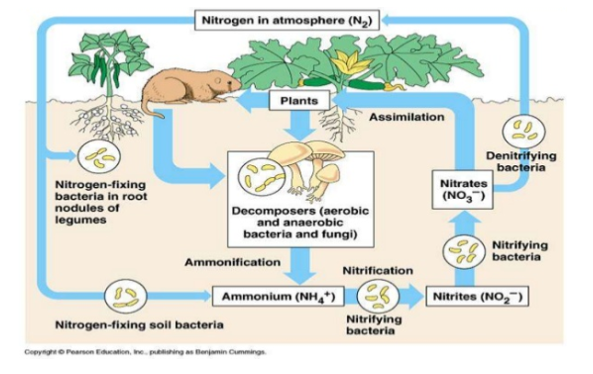 Nitrogen in atmosphere (N₂)
Plants
Assimilation
Denitrifying
bacteria
Nitrogen-fixing
bacteria in root
nodules of
legumes
Nitrates
(NO₃⁻)
Decomposers (aerobic
and anaerobic
bacteria and fungi)
Nitrifying
bacteria
Ammonification
Nitrification
Ammonium (NH₄⁺)
Nitrites (NO₂⁻)
Nitrogen-fixing soil bacteria
Nitrifying
bacteria
Copyright © Pearson Education, Inc., publishing as Benjamin Cummings.